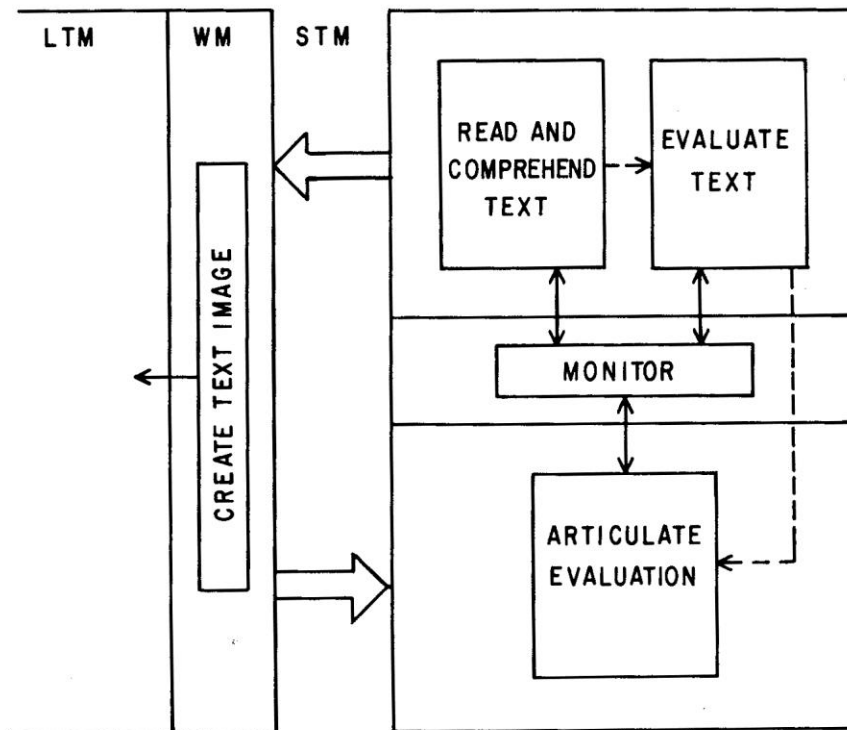 LTM
WM
STM
READ AND
COMPREHEND
TEXT
EVALUATE
TEXT
CREATE TEXT IMAGE
MONITOR
ARTICULATE
EVALUATION